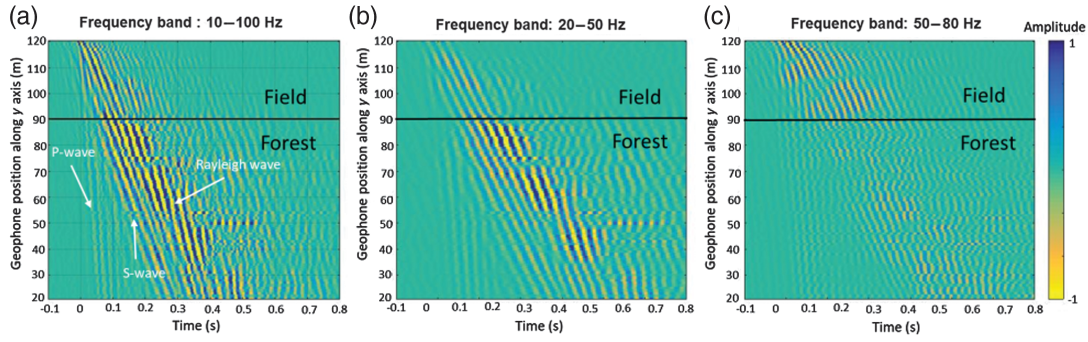 (a)
Frequency band : 10–100 Hz
Geophone position along y axis (m)
120
110
100
90
80
70
60
50
40
30
20
Field
Forest
P-wave
Rayleigh wave
S-wave
-0.1 0 0.1 0.2 0.3 0.4 0.5 0.6 0.7 0.8
Time (s)
(b)
Frequency band: 20–50 Hz
Geophone position along y axis (m)
120
110
100
90
80
70
60
50
40
30
20
Field
Forest
-0.1 0 0.1 0.2 0.3 0.4 0.5 0.6 0.7 0.8
Time (s)
(c)
Frequency band: 50–80 Hz
Geophone position along y axis (m)
120
110
100
90
80
70
60
50
40
30
20
Field
Forest
-0.1 0 0.1 0.2 0.3 0.4 0.5 0.6 0.7 0.8
Time (s)
Amplitude
1
-1